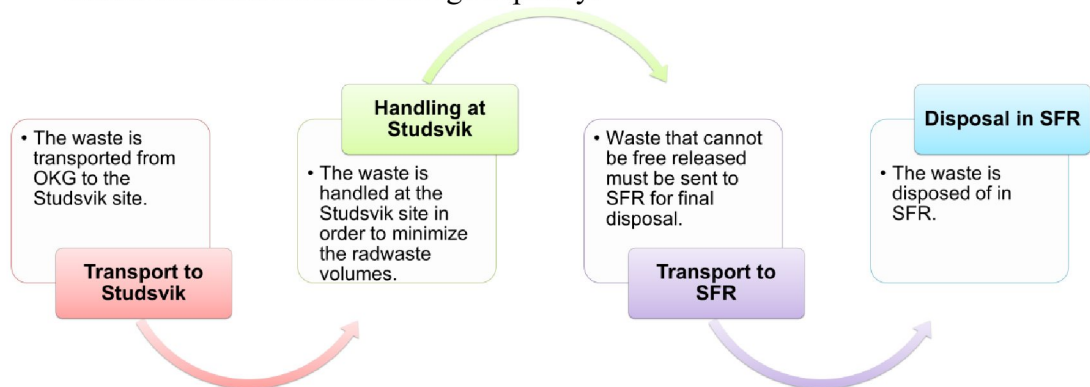 • The waste is
transported from
OKG to the
Studsvik site.
Transport to
Studsvik
Handling at
Studsvik
• The waste is
handled at the
Studsvik site in
order to minimize
the radwaste
volumes.
• Waste that cannot
be free released
must be sent to
SFR for final
disposal.
Transport to
SFR
Disposal in SFR
• The waste is
disposed of in
SFR.